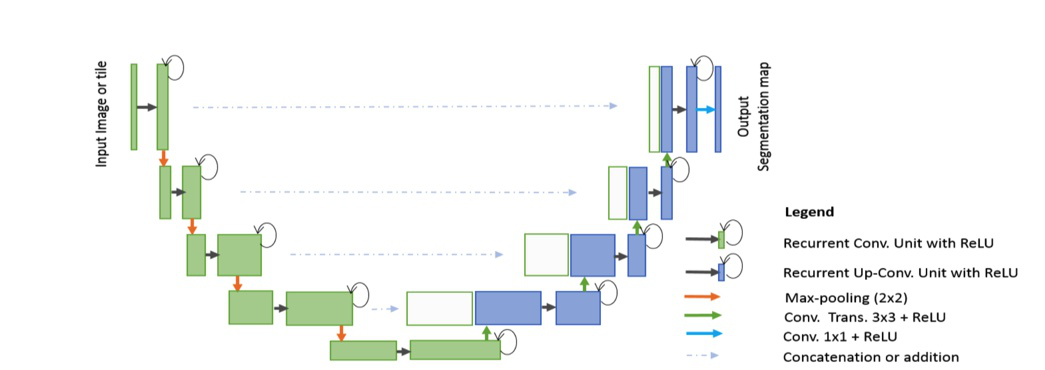 Input Image or tile
Output
Segmentation map
Legend
Recurrent Conv. Unit with ReLU
Recurrent Up-Conv. Unit with ReLU
Max-pooling (2x2)
Conv. Trans. 3x3 + ReLU
Conv. 1x1 + ReLU
Concatenation or addition